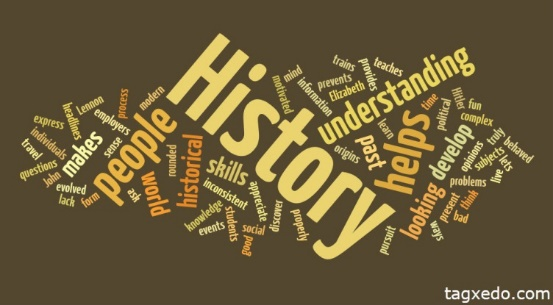 History
understanding
people
helps
historical
makes
skills
past
develop
looking
world
express
headlines
Lennon
employers
process
modern
individuals
travel
questions
John
sense
evolved
lack
form
ask
rounded
inconsistent
knowledge
events
students
social
good
appreciate
discover
properly
origins
motivated
mind
information
trains
prevents
Elizabeth
provides
teaches
learn
time
political
Hitler
fun
complex
opinions
subjects
July
behaved
lets
live
problems
think
present
bad
ways
pursuit
tagxedo.com